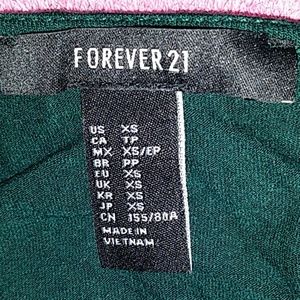 FOREVER 21
US XS
CA TP
MX XS/EP
BR PP
EU XS
UK XS
KR XS
JP XS
CN 155/80A
MADE IN
VIETNAM